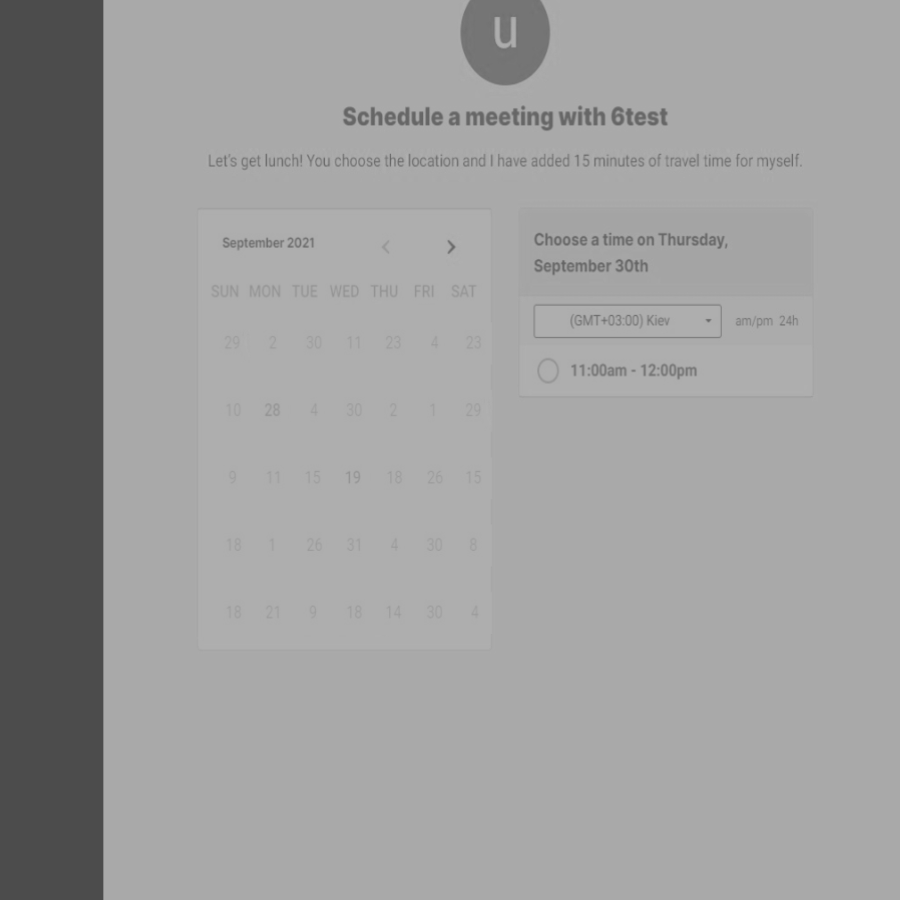 u
Schedule a meeting with 6test
Let's get lunch! You choose the location and I have added 15 minutes of travel time for myself.
September 2021
SUN MON TUE WED THU FRI SAT
29 2 30 11 23 4 23
10 28 4 30 2 1 29
9 11 15 19 18 26 15
18 1 26 31 4 30 8
18 21 9 18 14 30 4
Choose a time on Thursday,
September 30th
(GMT+03:00) Kiev am/pm 24h
11:00am - 12:00pm